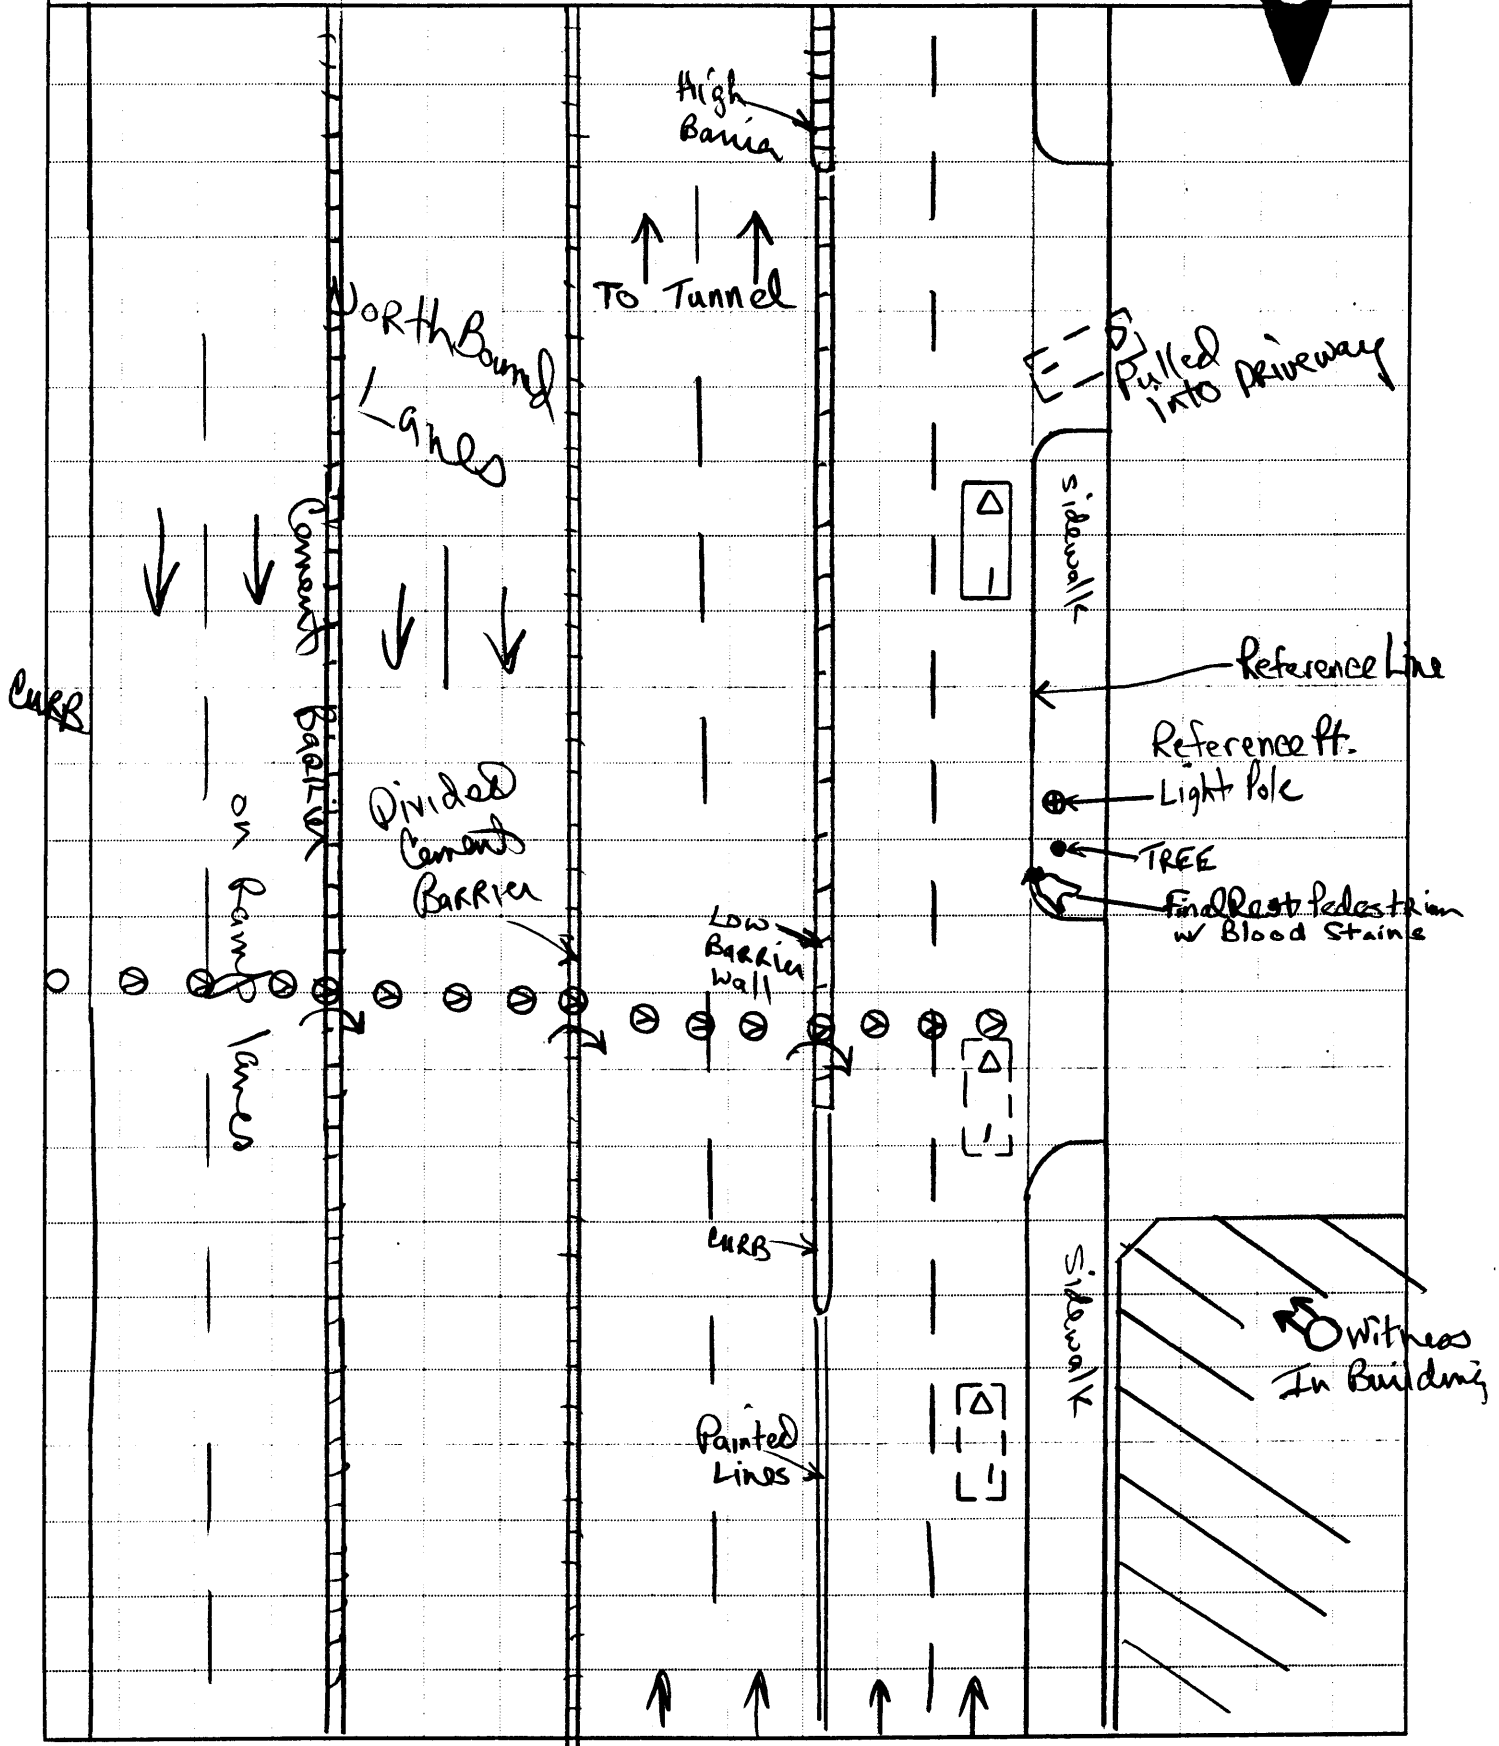 High
Barria
To Tunnel
NorthBound
Lanes
Pulled
into Driveway
sidewalk
Cement Barrier
Reference Line
CURB
Reference Pt.
Light Pole
Divided
Cement
Barrier
TREE
Final Rest Pedestrian
w/ Blood Stains
Low
Barrier
Wall
on Ramp lanes
CURB
Sidewalk
Witness
In Building
Painted
Lines